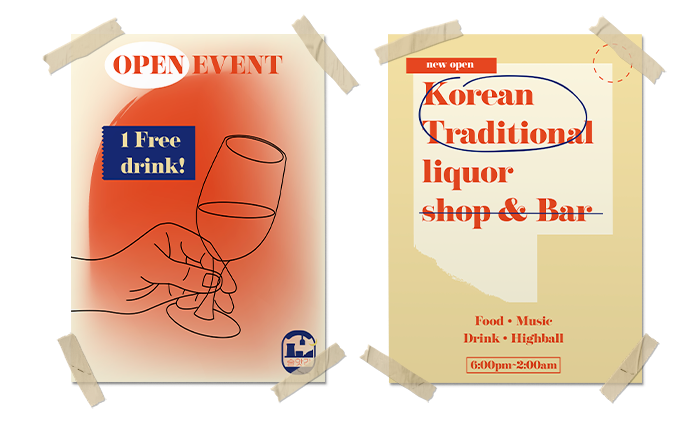 OPEN EVENT
1 Free
drink!
new open
Korean
Traditional
liquor
shop & Bar
Food • Music
Drink • Highball
6:00pm-2:00am